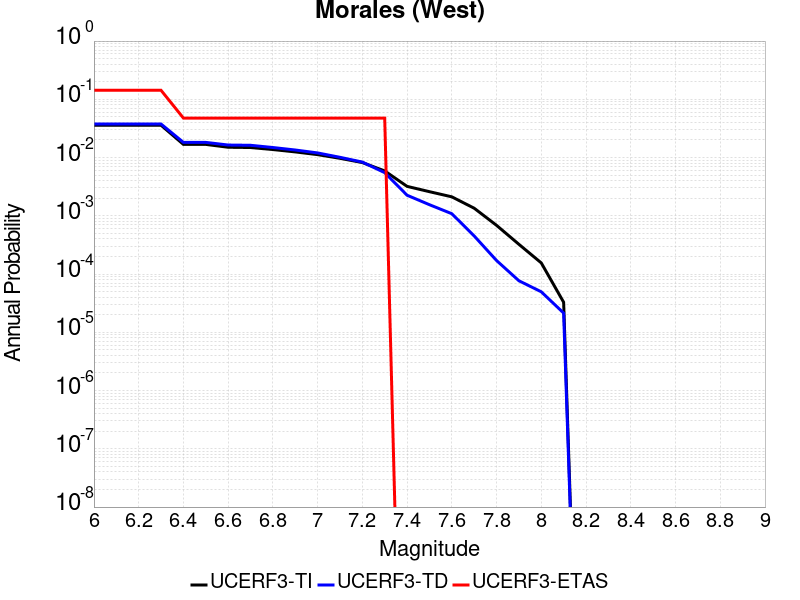 Morales (West)
10^0
10^-1
10^-2
10^-3
10^-4
10^-5
10^-6
10^-7
10^-8
Annual Probability
6 6.2 6.4 6.6 6.8 7 7.2 7.4 7.6 7.8 8 8.2 8.4 8.6 8.8 9
Magnitude
UCERF3-TI UCERF3-TD UCERF3-ETAS